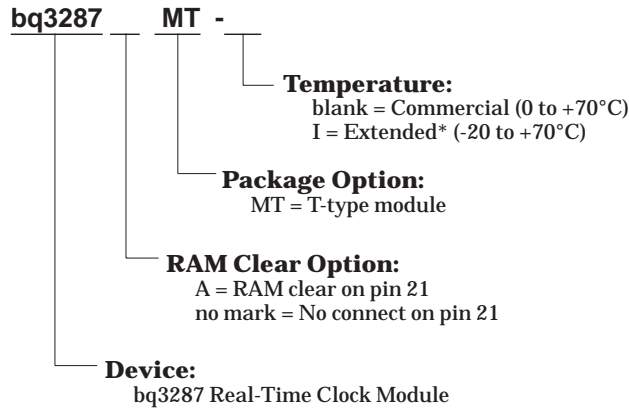 bq3287 MT -
Temperature:
blank = Commercial (0 to +70°C)
I = Extended* (-20 to +70°C)
Package Option:
MT = T-type module
RAM Clear Option:
A = RAM clear on pin 21
no mark = No connect on pin 21
Device:
bq3287 Real-Time Clock Module